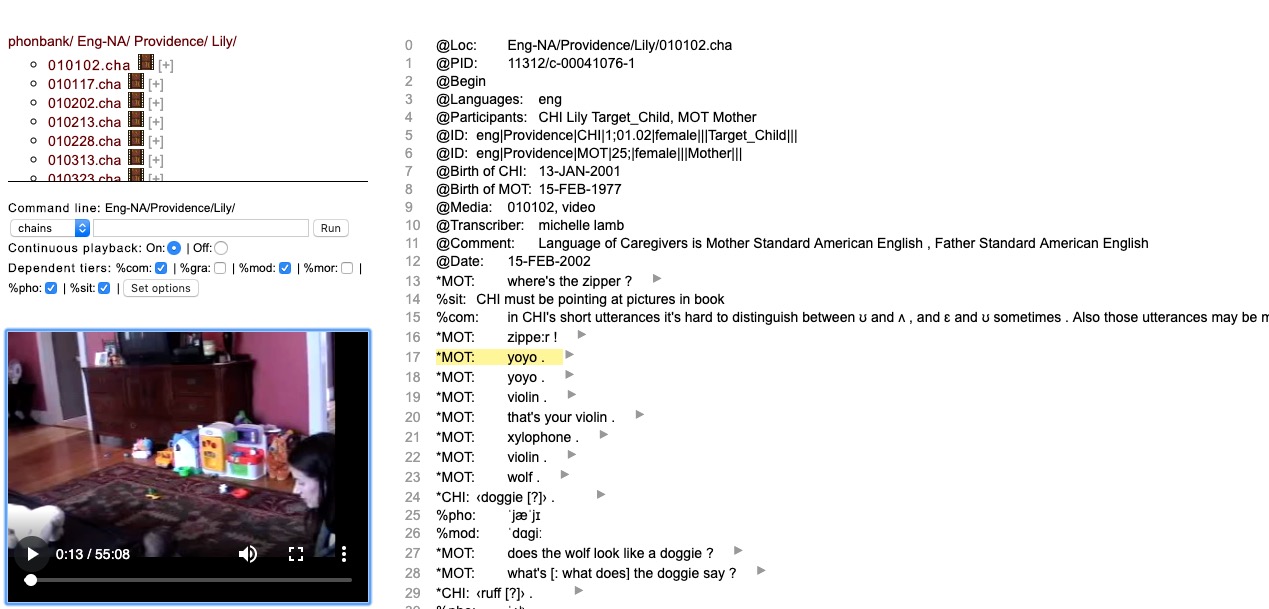 phonbank/ Eng-NA/ Providence/ Lily/
010102.cha [+]
010117.cha [+]
010202.cha [+]
010213.cha [+]
010228.cha [+]
010313.cha [+]
010323.cha [+]
Command line: Eng-NA/Providence/Lily/
chains Run
Continuous playback: On: | Off:
Dependent tiers: %com: | %gra: | %mod: | %mor: |
%pho: | %sit: | Set options
0:13 / 55:08
0 @Loc: Eng-NA/Providence/Lily/010102.cha
1 @PID: 11312/c-00041076-1
2 @Begin
3 @Languages: eng
4 @Participants: CHI Lily Target_Child, MOT Mother
5 @ID: eng|Providence|CHI|1;01.02|female|||Target_Child|||
6 @ID: eng|Providence|MOT|25;|female|||Mother|||
7 @Birth of CHI: 13-JAN-2001
8 @Birth of MOT: 15-FEB-1977
9 @Media: 010102, video
10 @Transcriber: michelle lamb
11 @Comment: Language of Caregivers is Mother Standard American English , Father Standard American English
12 @Date: 15-FEB-2002
13 *MOT: where's the zipper ?
14 %sit: CHI must be pointing at pictures in book
15 %com: in CHI's short utterances it's hard to distinguish between ʊ and ʌ , and ɛ and ʊ sometimes . Also those utterances may be
16 *MOT: zippe:r !
17 *MOT: yoyo .
18 *MOT: yoyo .
19 *MOT: violin .
20 *MOT: that's your violin .
21 *MOT: xylophone .
22 *MOT: violin .
23 *MOT: wolf .
24 *CHI: ‹doggie [?]› .
25 %pho: ˈjæˈjɪ
26 %mod: ˈdɑgiː
27 *MOT: does the wolf look like a doggie ?
28 *MOT: what's [: what does] the doggie say ?
29 *CHI: ‹ruff [?]› .